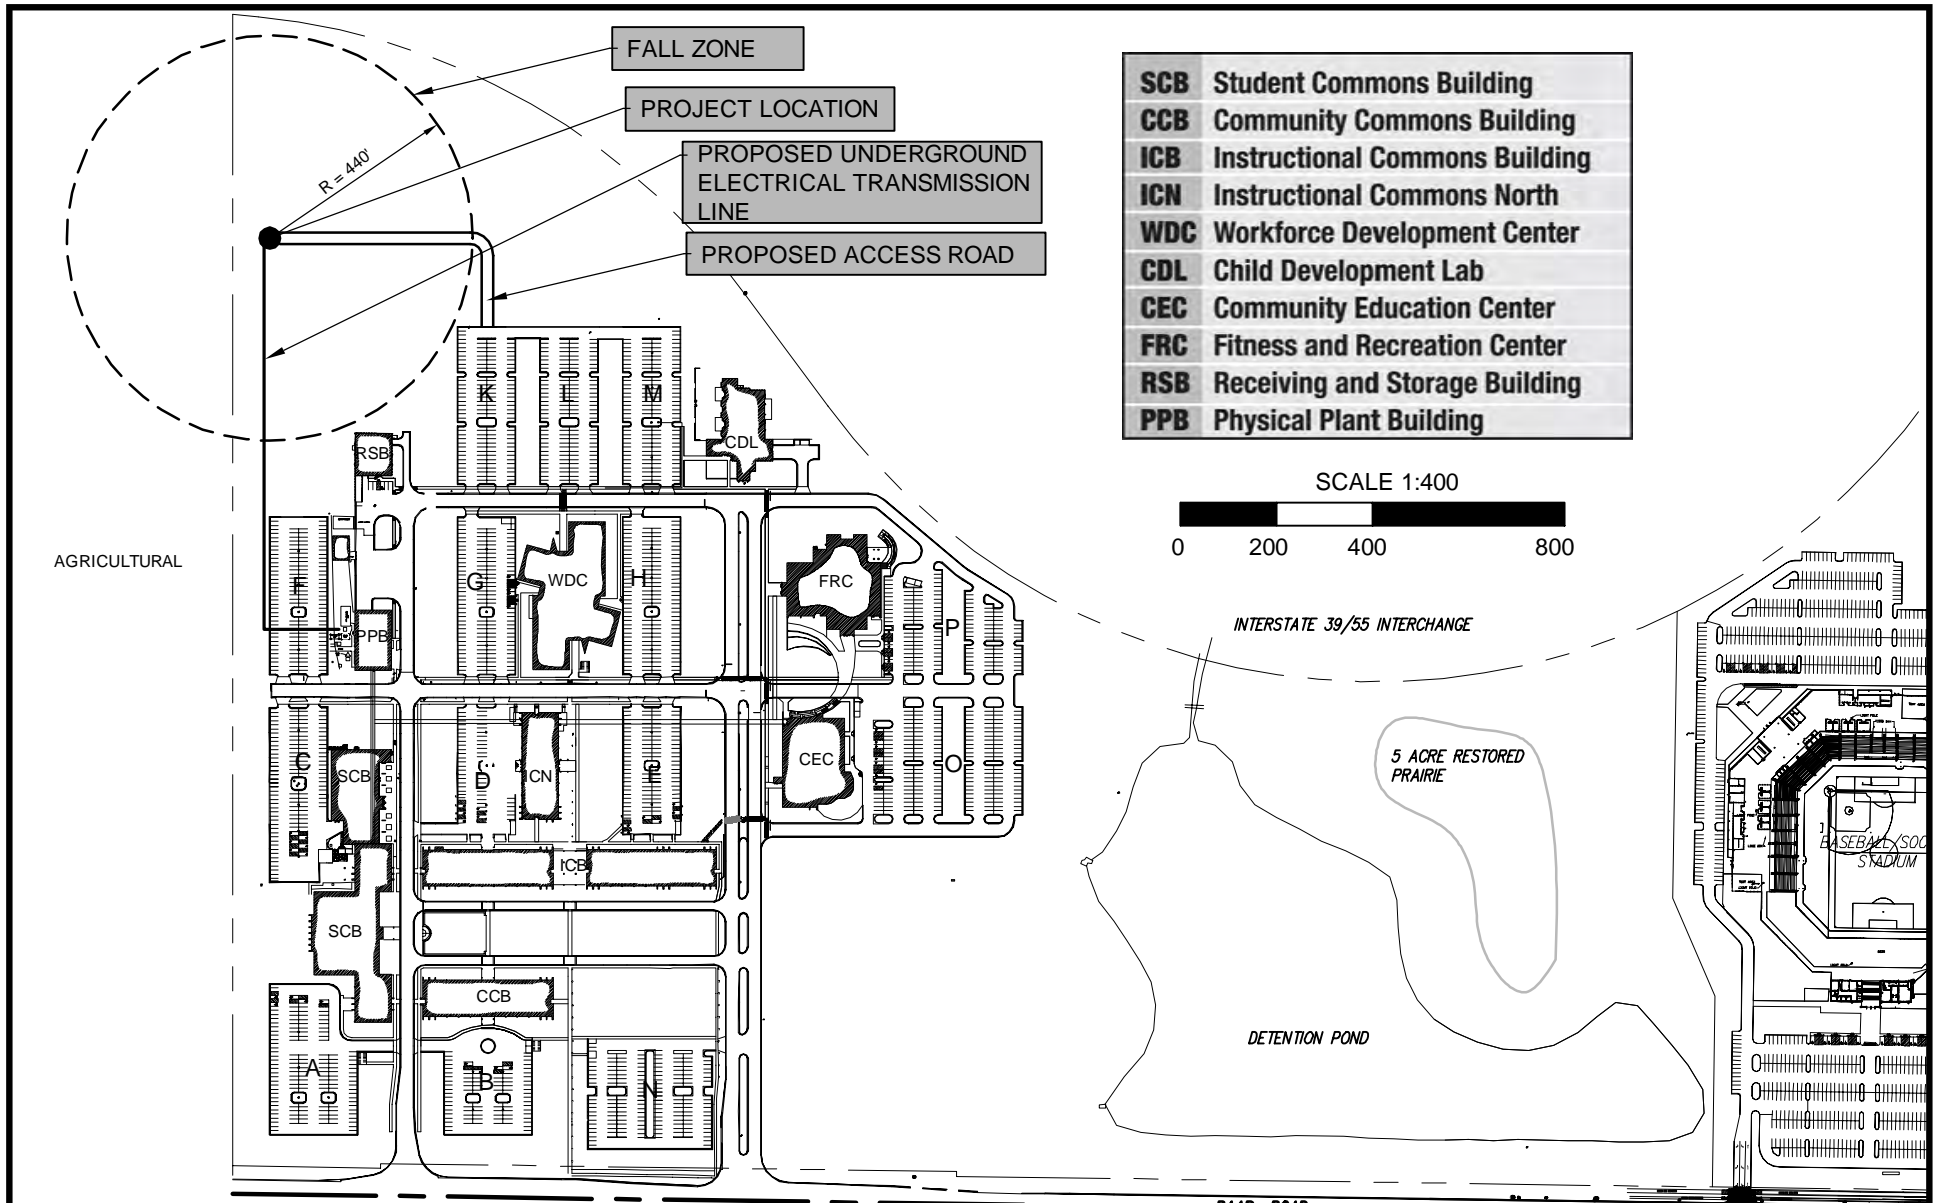 FALL ZONE
PROJECT LOCATION
R = 440'
PROPOSED UNDERGROUND
ELECTRICAL TRANSMISSION
LINE
PROPOSED ACCESS ROAD
SCB Student Commons Building
CCB Community Commons Building
ICB Instructional Commons Building
ICN Instructional Commons North
WDC Workforce Development Center
CDL Child Development Lab
CEC Community Education Center
FRC Fitness and Recreation Center
RSB Receiving and Storage Building
PPB Physical Plant Building
SCALE 1:400
0 200 400 800
K L M
CDL
RSB
AGRICULTURAL
F
G
WDC
H
FRC
P
PPB
INTERSTATE 39/55 INTERCHANGE
C
SCB
D
ICN
E
CEC
O
5 ACRE RESTORED
PRAIRIE
BASEBALL/SOC
STADIUM
ICB
SCB
CCB
DETENTION POND
A
B
N